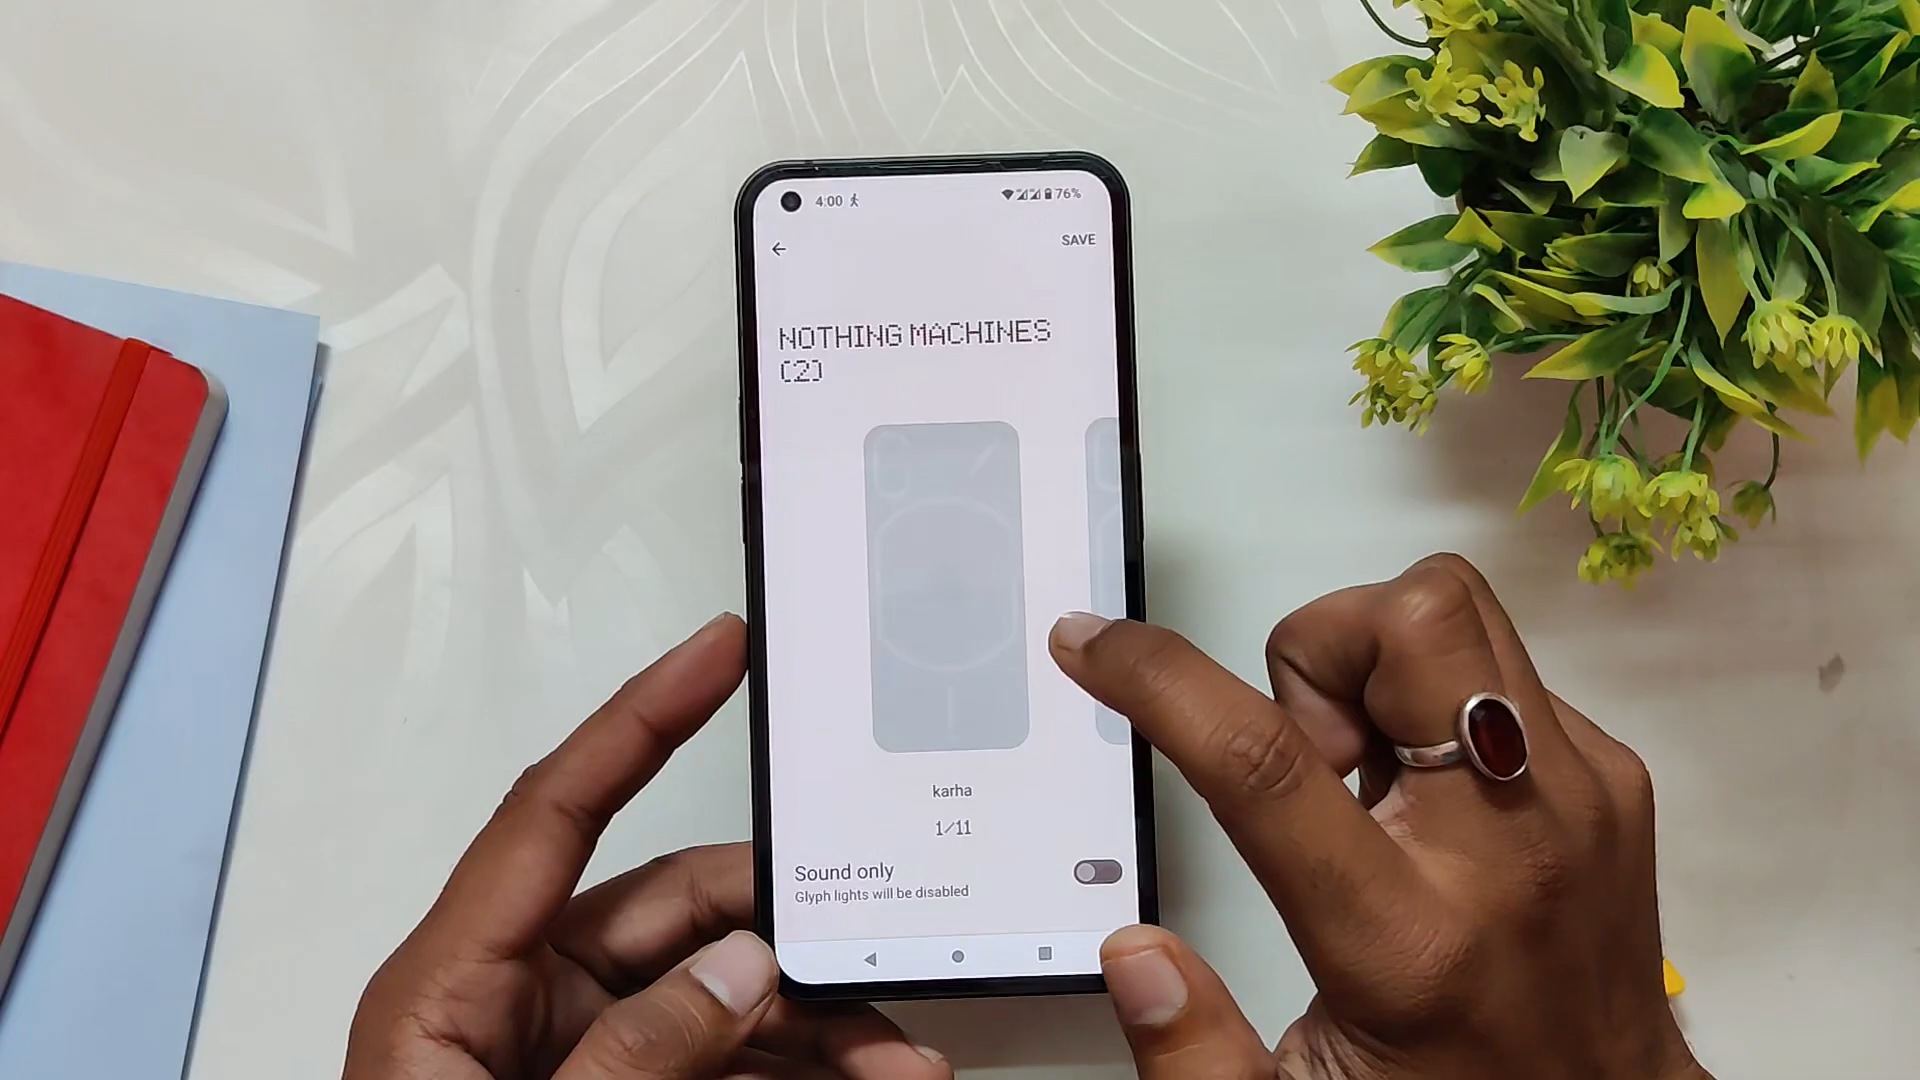 4:00 76%
SAVE
NOTHING MACHINES
(2)
karha
1/11
Sound only
Glyph lights will be disabled